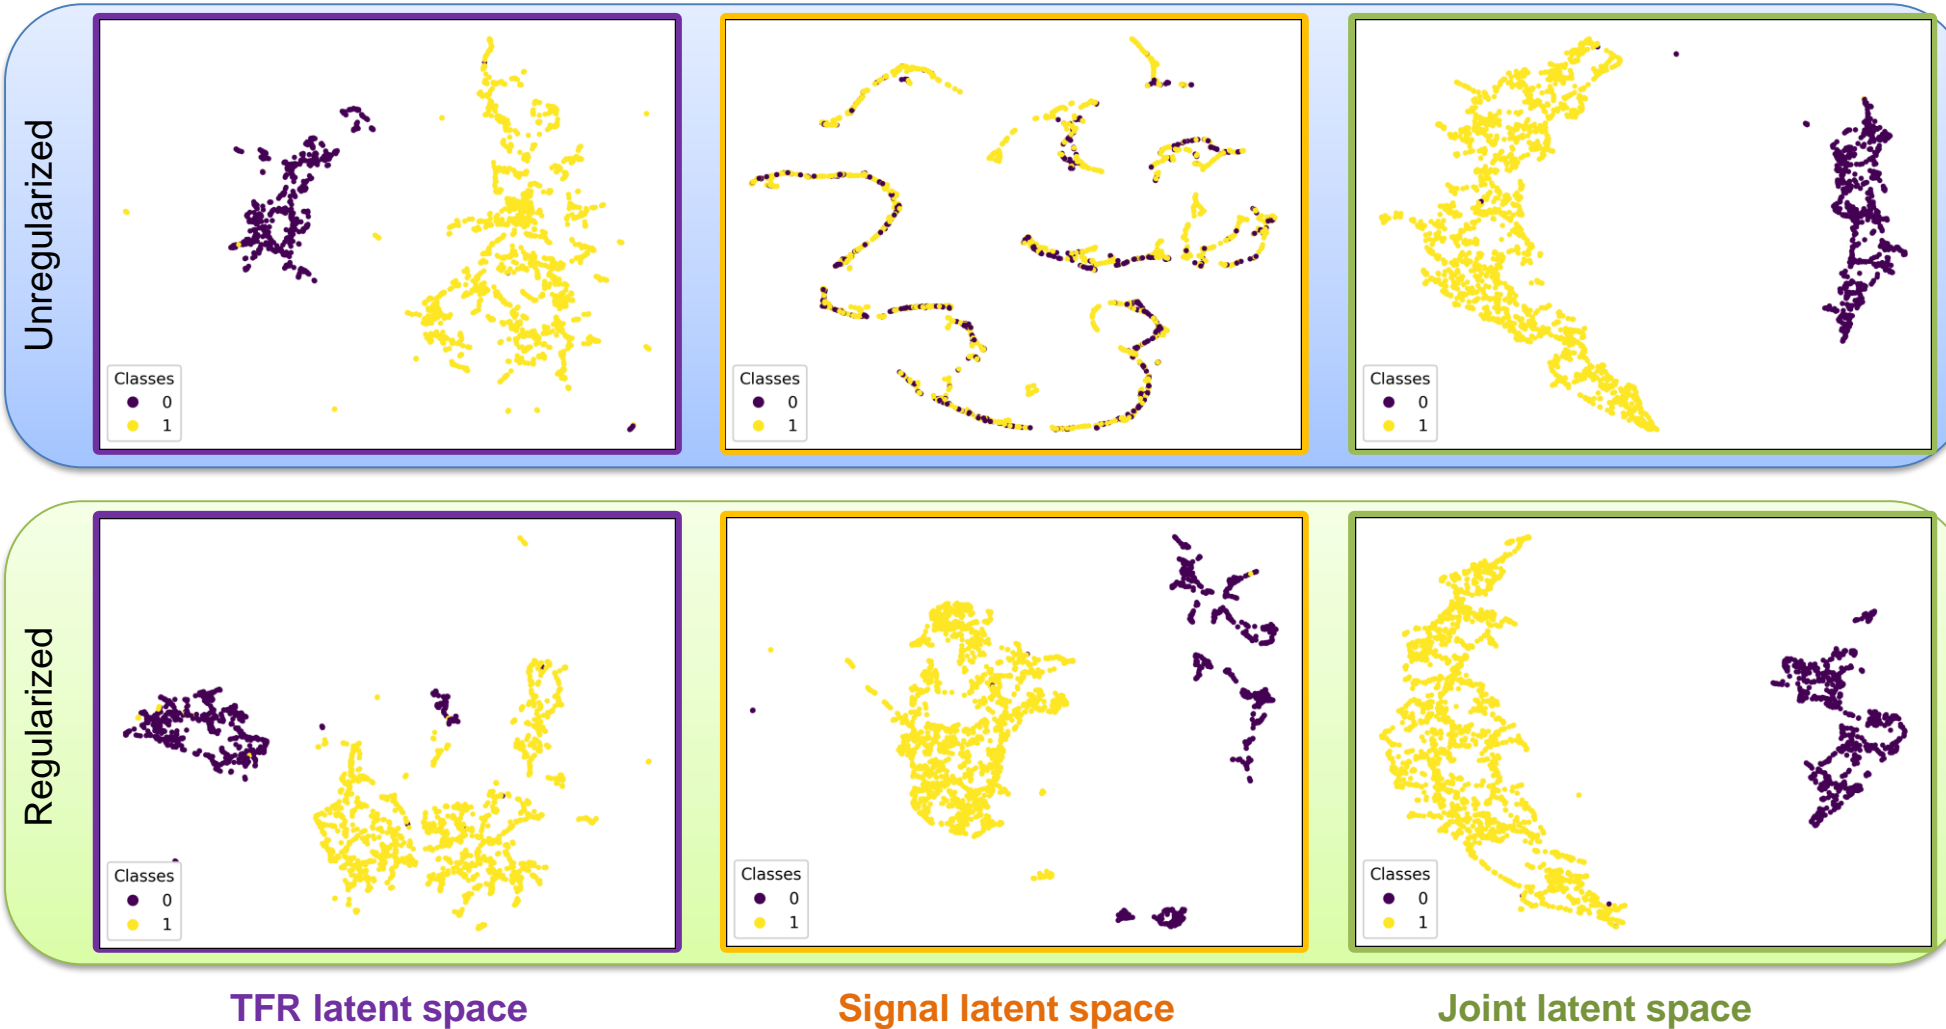 Unregularized
Classes
0
1
Classes
0
1
Classes
0
1
Regularized
Classes
0
1
Classes
0
1
Classes
0
1
TFR latent space
Signal latent space
Joint latent space